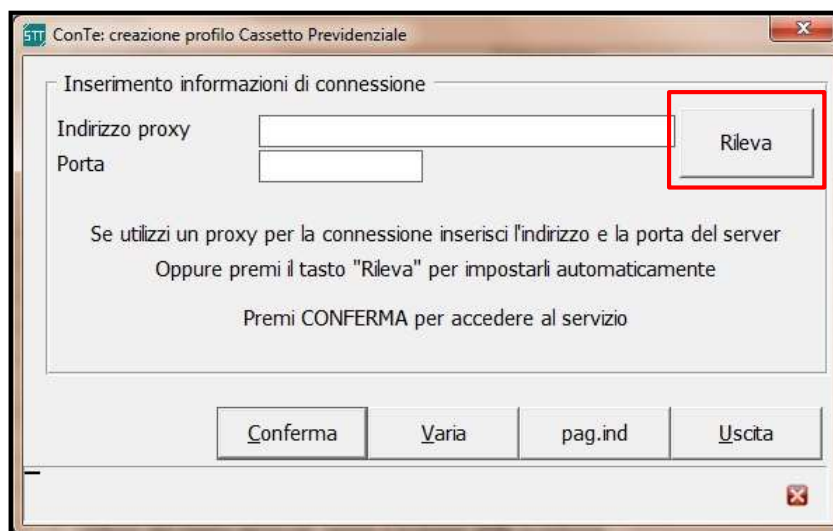 STT ConTe: creazione profilo Cassetto Previdenziale
Inserimento informazioni di connessione
Indirizzo proxy
Rileva
Porta
Se utilizzi un proxy per la connessione inserisci l'indirizzo e la porta del server
Oppure premi il tasto "Rileva" per impostarli automaticamente
Premi CONFERMA per accedere al servizio
Conferma Varia pag.ind Uscita